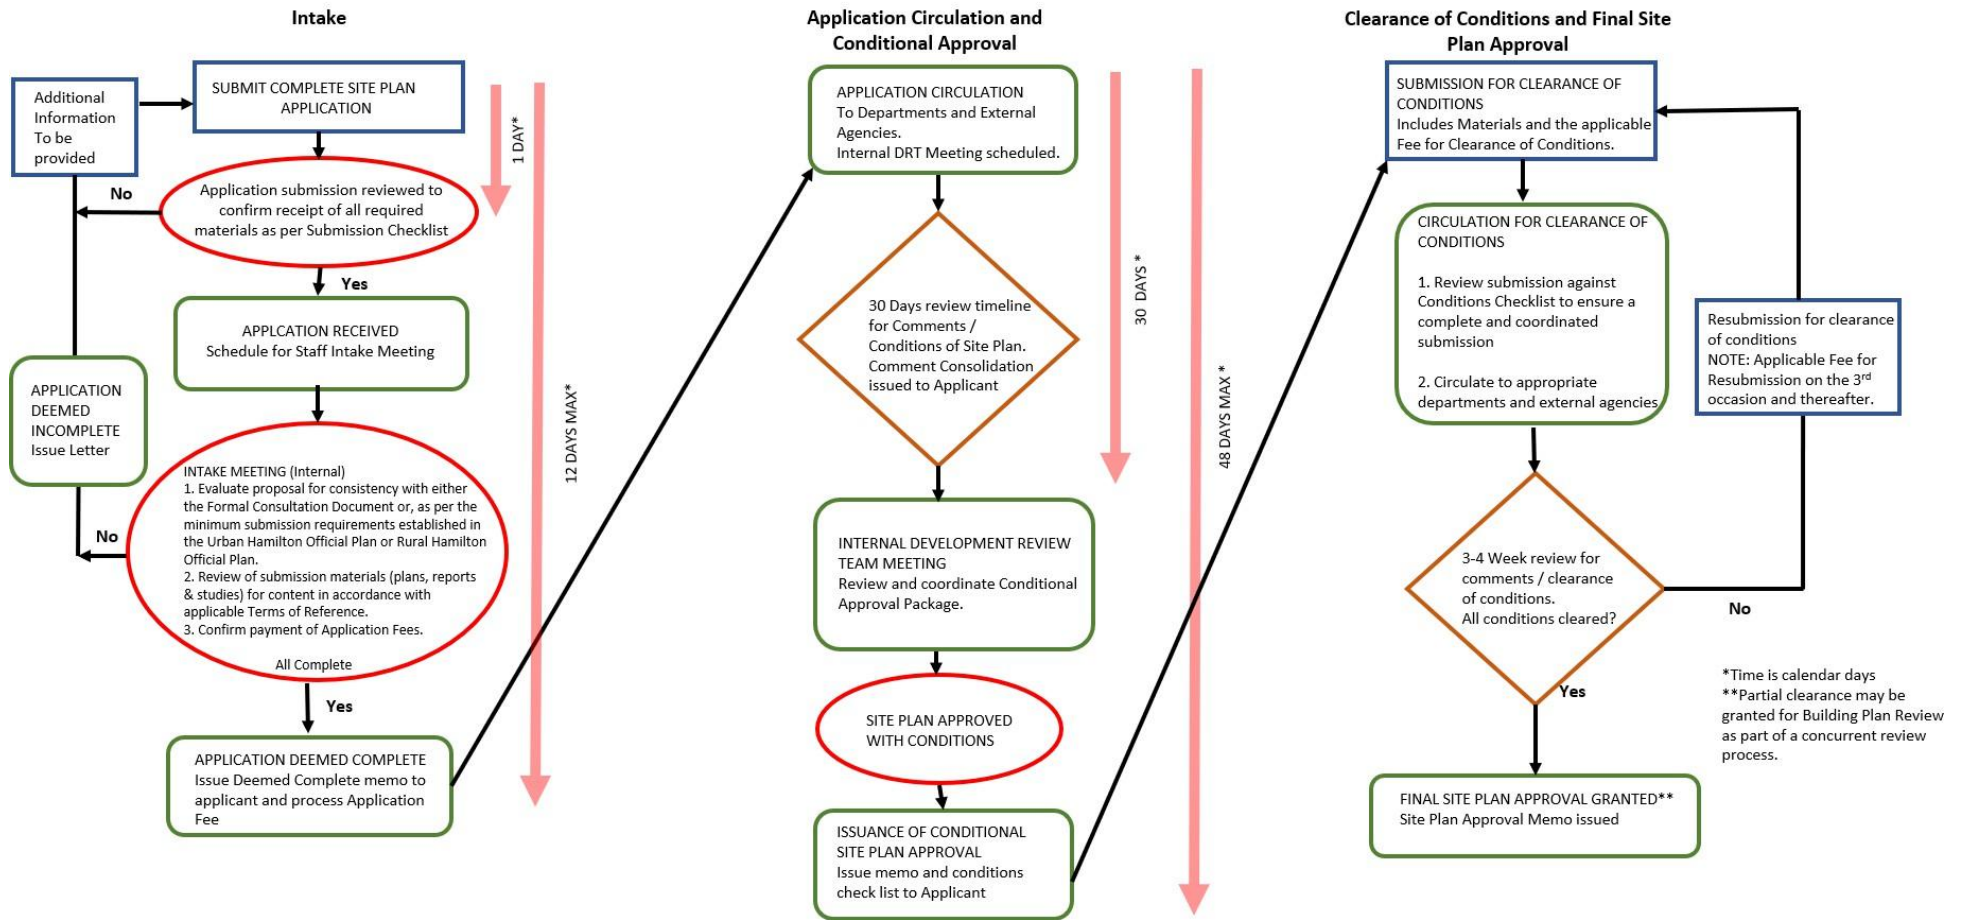 Intake
Additional
Information
To be
provided
SUBMIT COMPLETE SITE PLAN
APPLICATION
1 DAY*
No
Application submission reviewed to
confirm receipt of all required
materials as per Submission Checklist
Yes
APPLCATION RECEIVED
Schedule for Staff Intake Meeting
APPLICATION
DEEMED
INCOMPLETE
Issue Letter
12 DAYS MAX*
No
INTAKE MEETING (Internal)
1. Evaluate proposal for consistency with either
the Formal Consultation Document or, as per the
minimum submission requirements established in
the Urban Hamilton Official Plan or Rural Hamilton
Official Plan.
2. Review of submission materials (plans, reports
& studies) for content in accordance with
applicable Terms of Reference.
3. Confirm payment of Application Fees.
All Complete
Yes
APPLICATION DEEMED COMPLETE
Issue Deemed Complete memo to
applicant and process Application
Fee
Application Circulation and
Conditional Approval
APPLICATION CIRCULATION
To Departments and External
Agencies.
Internal DRT Meeting scheduled.
30 DAYS *
30 Days review timeline
for Comments /
Conditions of Site Plan.
Comment Consolidation
issued to Applicant
48 DAYS MAX *
INTERNAL DEVELOPMENT REVIEW
TEAM MEETING
Review and coordinate Conditional
Approval Package.
SITE PLAN APPROVED
WITH CONDITIONS
ISSUANCE OF CONDITIONAL
SITE PLAN APPROVAL
Issue memo and conditions
check list to Applicant
Clearance of Conditions and Final Site
Plan Approval
SUBMISSION FOR CLEARANCE OF
CONDITIONS
Includes Materials and the applicable
Fee for Clearance of Conditions.
CIRCULATION FOR CLEARANCE OF
CONDITIONS
1. Review submission against
Conditions Checklist to ensure a
complete and coordinated
submission
2. Circulate to appropriate
departments and external agencies
Resubmission for clearance
of conditions
NOTE: Applicable Fee for
Resubmission on the 3rd
occasion and thereafter.
3-4 Week review for
comments / clearance
of conditions.
All conditions cleared?
No
Yes
FINAL SITE PLAN APPROVAL GRANTED**
Site Plan Approval Memo issued
*Time is calendar days
**Partial clearance may be
granted for Building Plan Review
as part of a concurrent review
process.